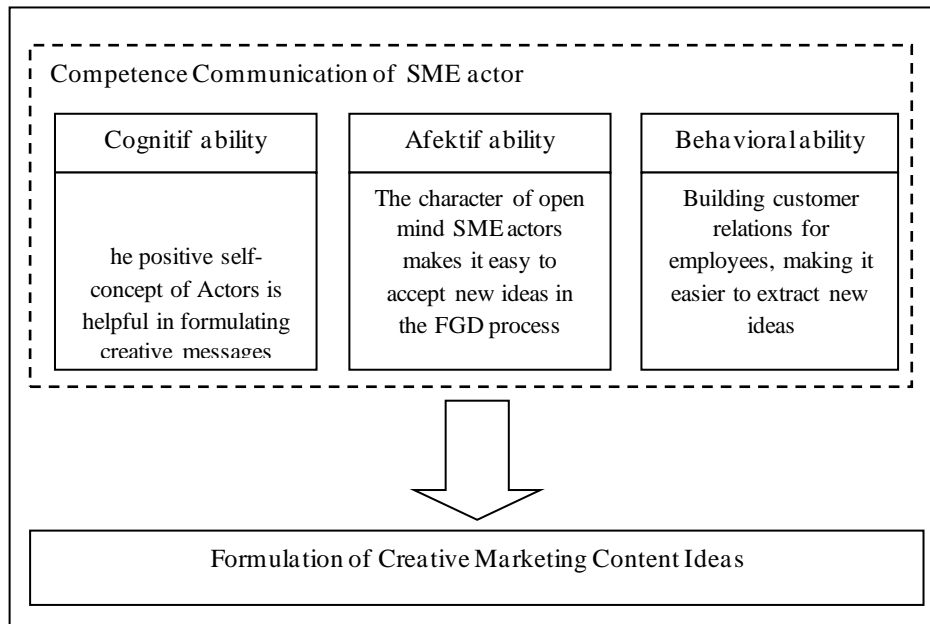 Competence Communication of SME actor
Cognitif ability
he positive self-
concept of Actors is
helpful in formulating
creative messages
Afektif ability
The character of open
mind SME actors
makes it easy to
accept new ideas in
the FGD process
Behavioral ability
Building customer
relations for
employees, making it
easier to extract new
ideas
Formulation of Creative Marketing Content Ideas